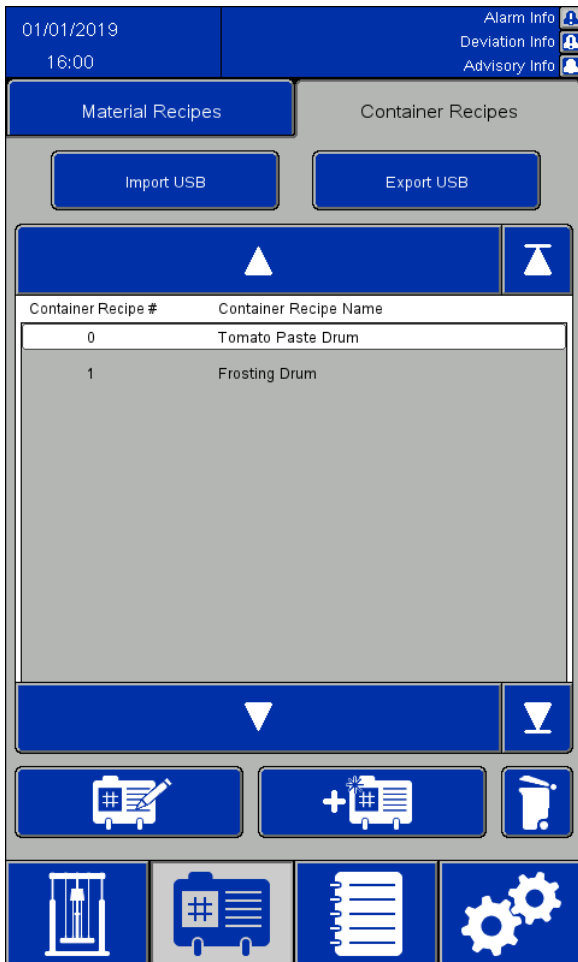 Alarm Info
01/01/2019
Deviation Info
16:00
Advisory Info
Material Recipes
Container Recipes
Import USB
Export USB
Container Recipe # Container Recipe Name
0 Tomato Paste Drum
1 Frosting Drum
#
+ #
#